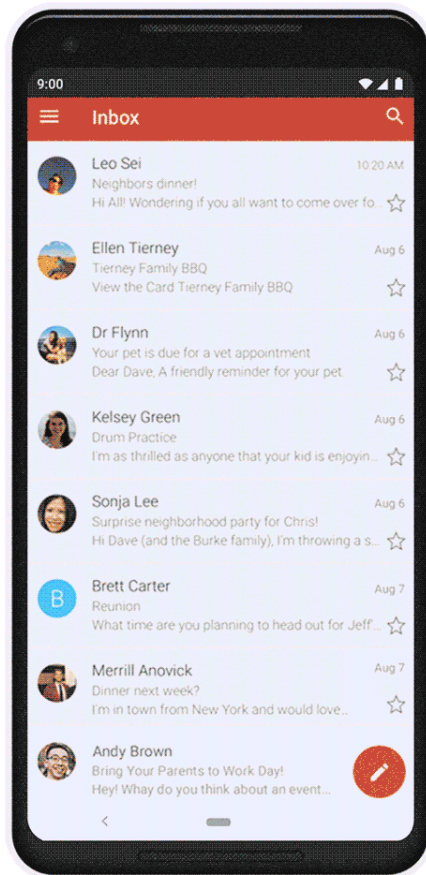 9:00
Inbox
Leo Sei 10:20 AM
Neighbors dinner!
Hi All! Wondering if you all want to come over fo...
Ellen Tierney Aug 6
Tierney Family BBQ
View the Card Tierney Family BBQ
Dr Flynn Aug 6
Your pet is due for a vet appointment
Dear Dave, A friendly reminder for your pet.
Kelsey Green Aug 6
Drum Practice
I'm as thrilled as anyone that your kid is enjoyin...
Sonja Lee Aug 6
Surprise neighborhood party for Chris!
Hi Dave (and the Burke family), I'm throwing a s...
B
Brett Carter Aug 7
Reunion
What time are you planning to head out for Jeff'...
Merrill Anovick Aug 7
Dinner next week?
I'm in town from New York and would love...
Andy Brown
Bring Your Parents to Work Day!
Hey! Whay do you think about an event...